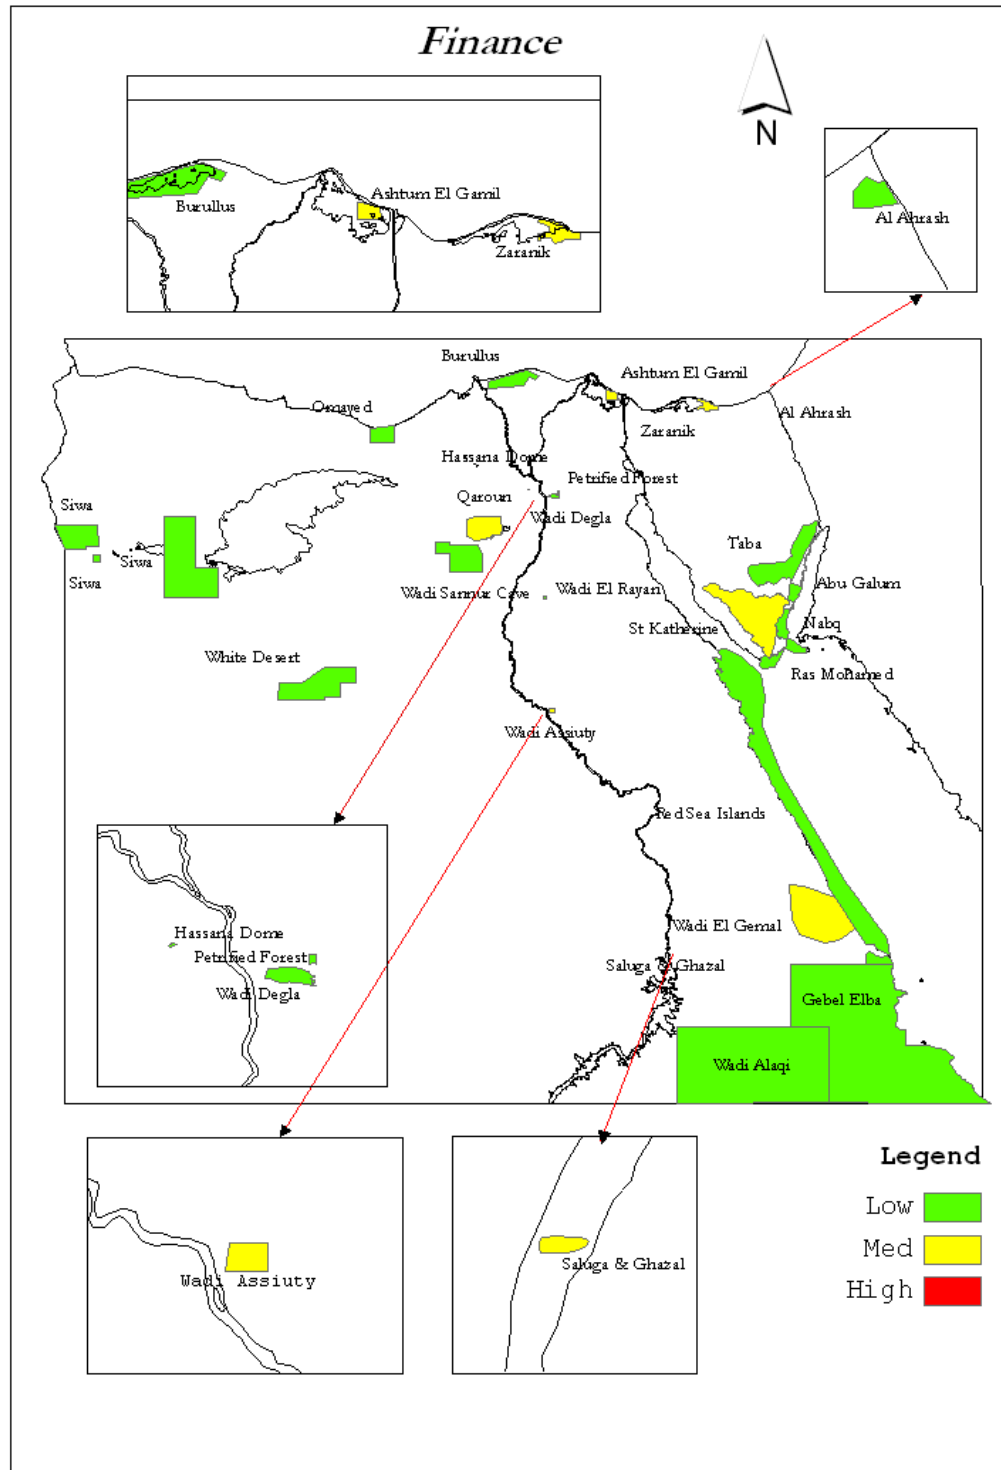 Finance
N
Burullus
Ashtum El Gamil
Zaranik
Al Ahrash
Burullus
Ashtum El Gamil
Omayed
Zaranik
Al Ahrash
Hassana Dome
Petrified Forest
Siwa
Qaroun
Wadi Degla
Siwa
Taba
Siwa
Wadi Sannur Cave
Wadi El Rayan
Abu Galum
St Katherine
Nabq
White Desert
Ras Mohamed
Wadi Assiuty
Red Sea Islands
Wadi El Gemal
Saluga & Ghazal
Gebel Elba
Wadi Alaqi
Hassana Dome
Petrified Forest
Wadi Degla
Wadi Assiuty
Saluga & Ghazal
Legend
Low
Med
High